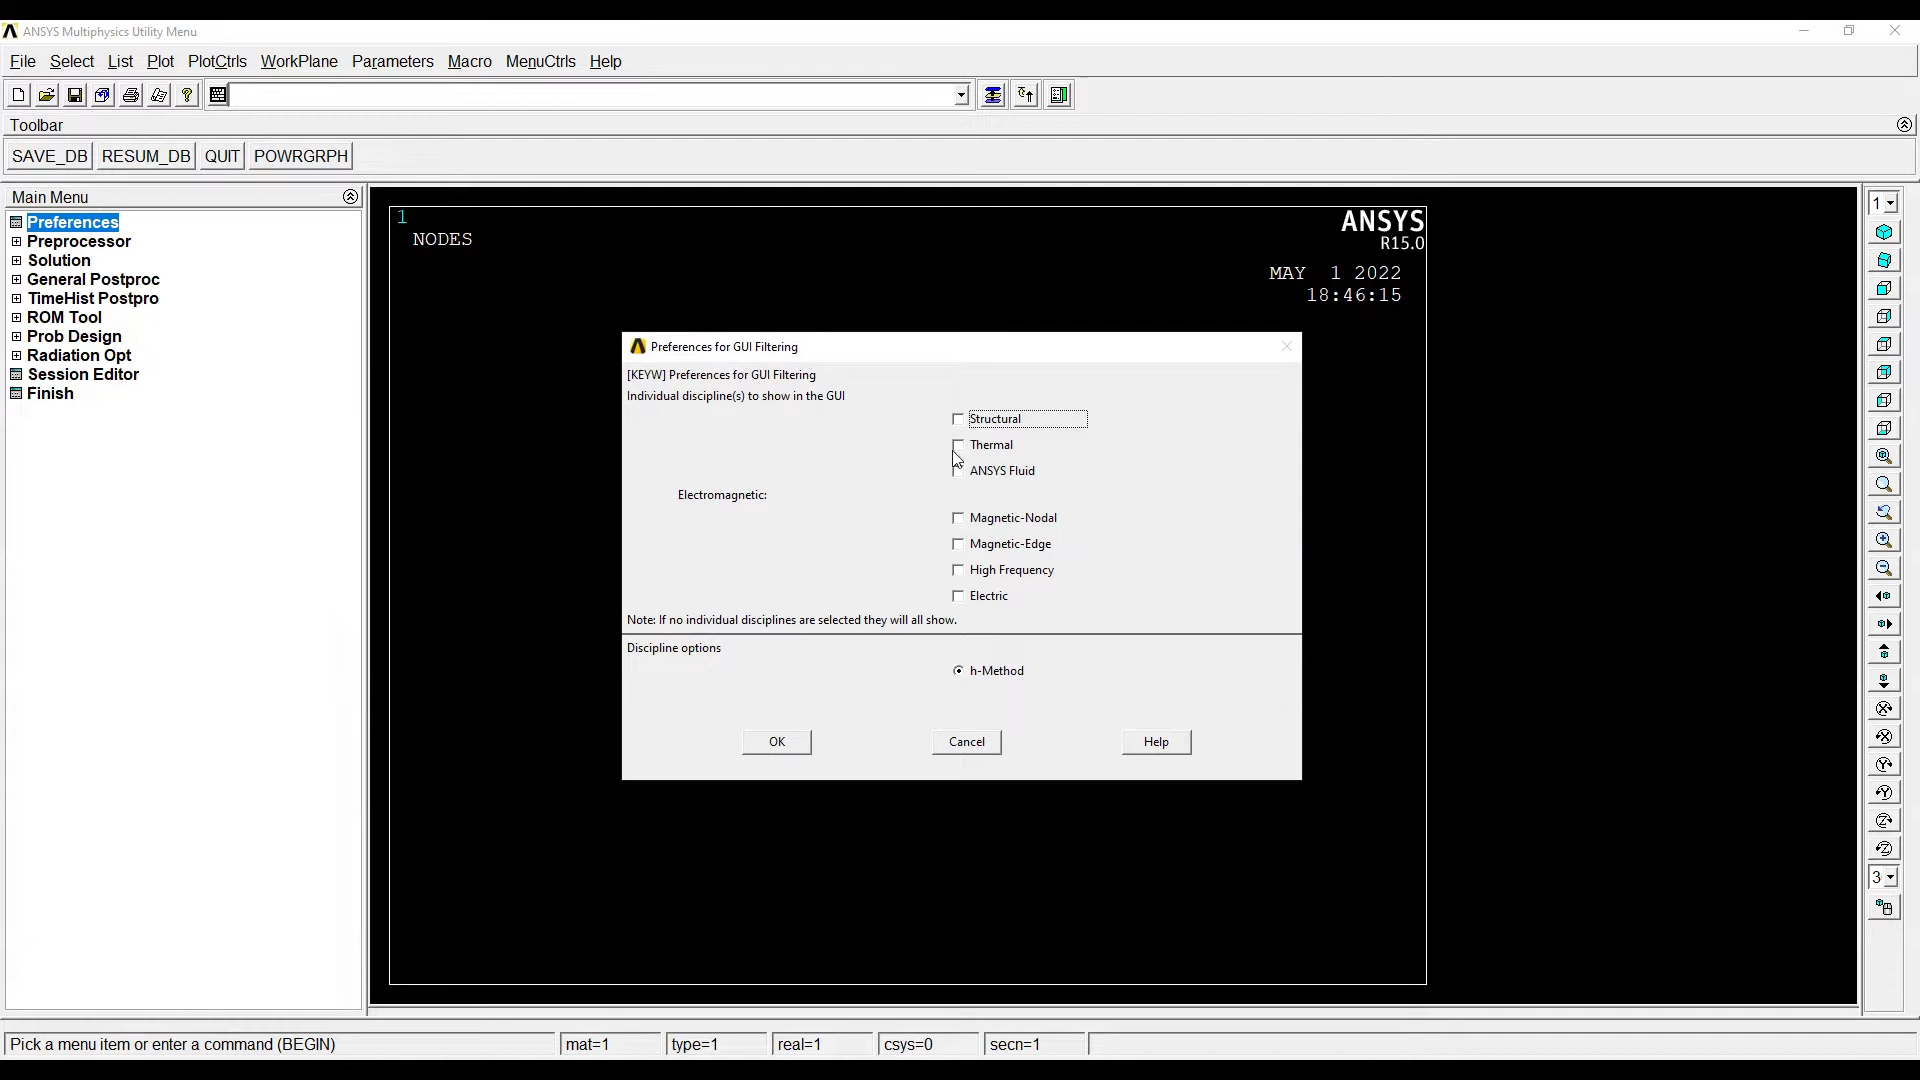 ANSYS Multiphysics Utility Menu
File Select List Plot PlotCtrls WorkPlane Parameters Macro MenuCtrls Help
Toolbar
SAVE_DB RESUM_DB QUIT POWRGRPH
Main Menu
Preferences
Preprocessor
Solution
General Postproc
TimeHist Postpro
ROM Tool
Prob Design
Radiation Opt
Session Editor
Finish
1
NODES
ANSYS
R15.0
MAY 1 2022
18:46:15
Preferences for GUI Filtering
[KEYW] Preferences for GUI Filtering
Individual discipline(s) to show in the GUI
Structural
Thermal
ANSYS Fluid
Electromagnetic:
Magnetic-Nodal
Magnetic-Edge
High Frequency
Electric
Note: If no individual disciplines are selected they will all show.
Discipline options
h-Method
OK Cancel Help
1
3
Pick a menu item or enter a command (BEGIN) mat=1 type=1 real=1 csys=0 secn=1